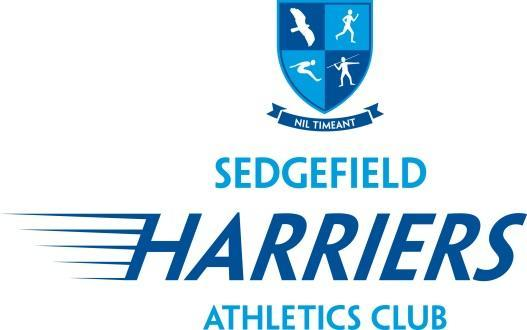 NIL TIMEANT
SEDGEFIELD
HARRIERS
ATHLETICS CLUB